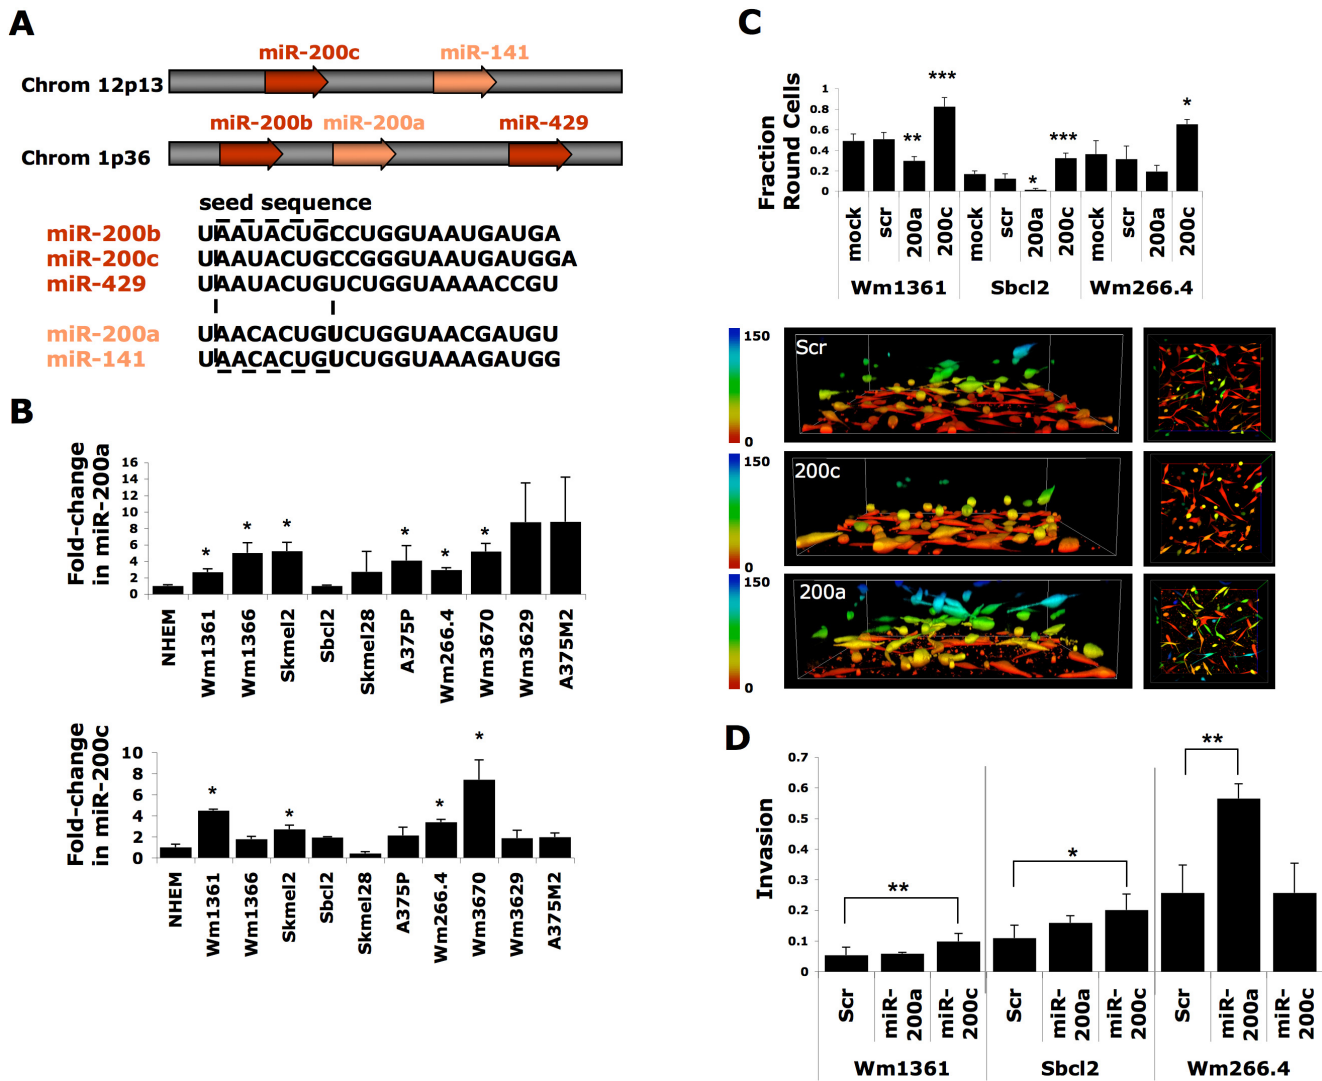 A
miR-200c
miR-141
Chrom 12p13
miR-200b
miR-200a
miR-429
Chrom 1p36
seed sequence
miR-200b UAAUACUGCCUGGUAAUGAUGA
miR-200c UAAUACUGCCGGGUAAUGAUGGA
miR-429 UAAUACUGUCUGGUAAAACCGU
miR-200a UAACACUGUCUGGUAACGAUGU
miR-141 UAACACUGUCUGGUAAAGAUGG
B
Fold-change
in miR-200a
16
14
12
10
8
6
4
2
0
* * * * * *
NHEM
Wm1361
Wm1366
Skmel2
Sbcl2
Skmel28
A375P
Wm266.4
Wm3670
Wm3629
A375M2
Fold-change
in miR-200c
10
8
6
4
2
0
* * * *
NHEM
Wm1361
Wm1366
Skmel2
Sbcl2
Skmel28
A375P
Wm266.4
Wm3670
Wm3629
A375M2
C
Fraction
Round Cells
1
0.8
0.6
0.4
0.2
0
** *** * *** *
mock
scr
200a
200c
mock
scr
200a
200c
mock
scr
200a
200c
Wm1361
Sbcl2
Wm266.4
150
0
Scr
150
0
200c
150
0
200a
D
Invasion
0.7
0.6
0.5
0.4
0.3
0.2
0.1
0
** * **
Scr
miR-
200a
miR-
200c
Scr
miR-
200a
miR-
200c
Scr
miR-
200a
miR-
200c
Wm1361
Sbcl2
Wm266.4